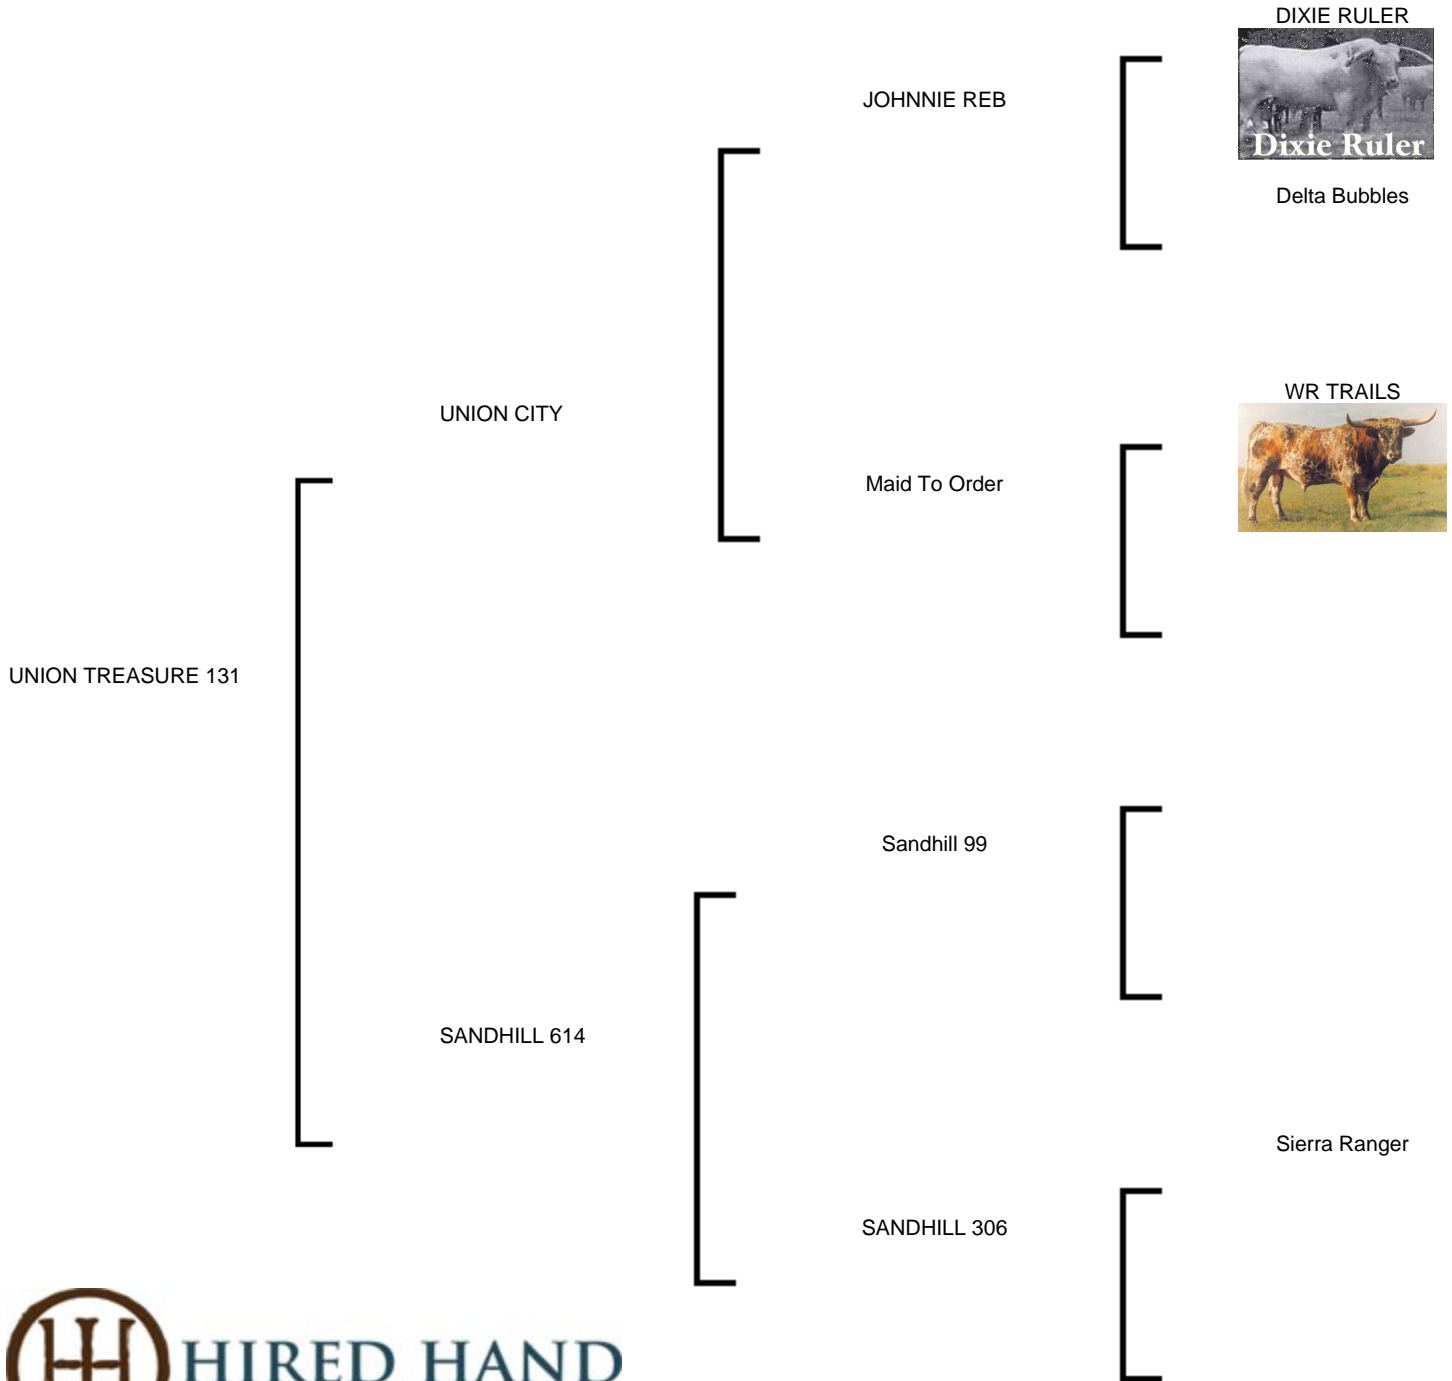 DIXIE RULER
Dixie Ruler
JOHNNIE REB
Delta Bubbles
WR TRAILS
UNION CITY
Maid To Order
UNION TREASURE 131
Sandhill 99
SANDHILL 614
Sierra Ranger
SANDHILL 306
HIRED HAND